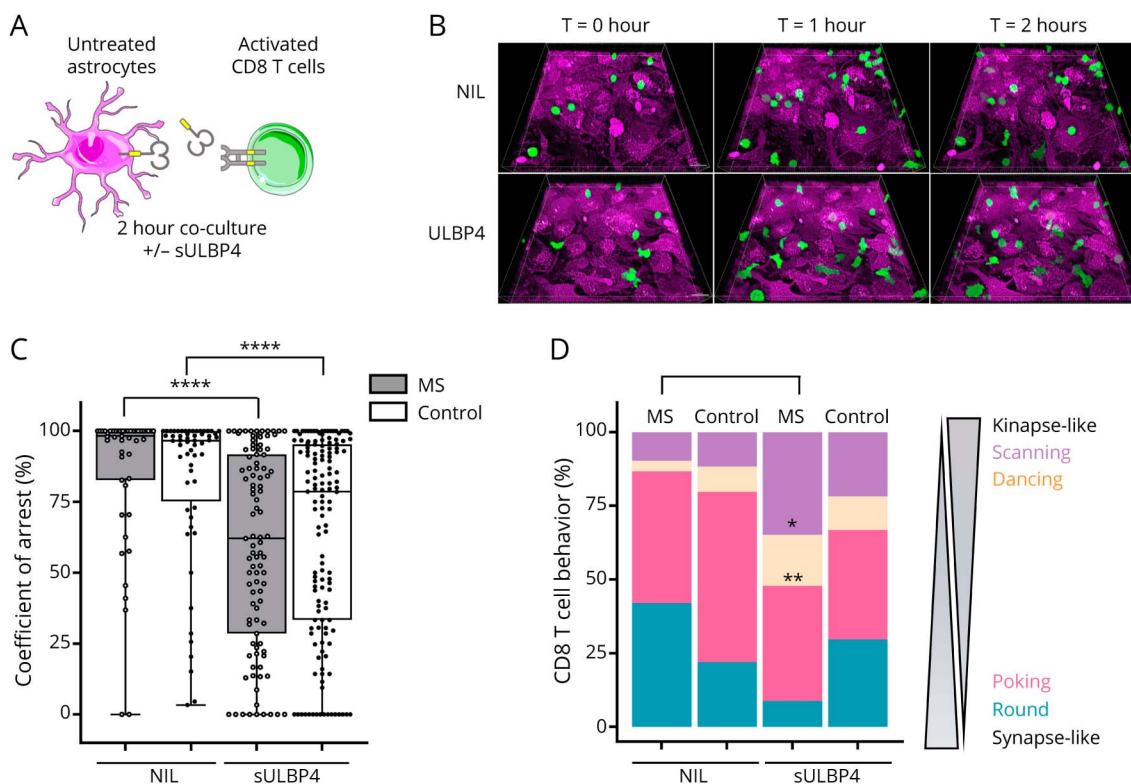 A
Untreated
astrocytes
Activated
CD8 T cells
2 hour co-culture
+/– sULBP4
B
T = 0 hour
T = 1 hour
T = 2 hours
NIL
ULBP4
C
****
****
MS
Control
Coefficient of arrest (%)
100
75
50
25
0
NIL
sULBP4
D
MS
Control
MS
Control
CD8 T cell behavior (%)
100
75
50
25
0
*
**
NIL
sULBP4
Kinapse-like
Scanning
Dancing
Poking
Round
Synapse-like